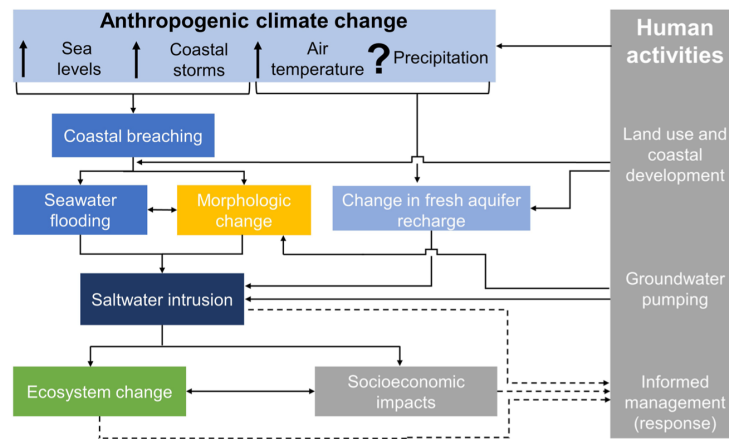 Anthropogenic climate change
Sea
levels
Coastal
storms
Air
temperature
?
Precipitation
Human
activities
Coastal breaching
Land use and
coastal
development
Seawater
flooding
Morphologic
change
Change in fresh aquifer
recharge
Saltwater intrusion
Groundwater
pumping
Ecosystem change
Socioeconomic
impacts
Informed
management
(response)